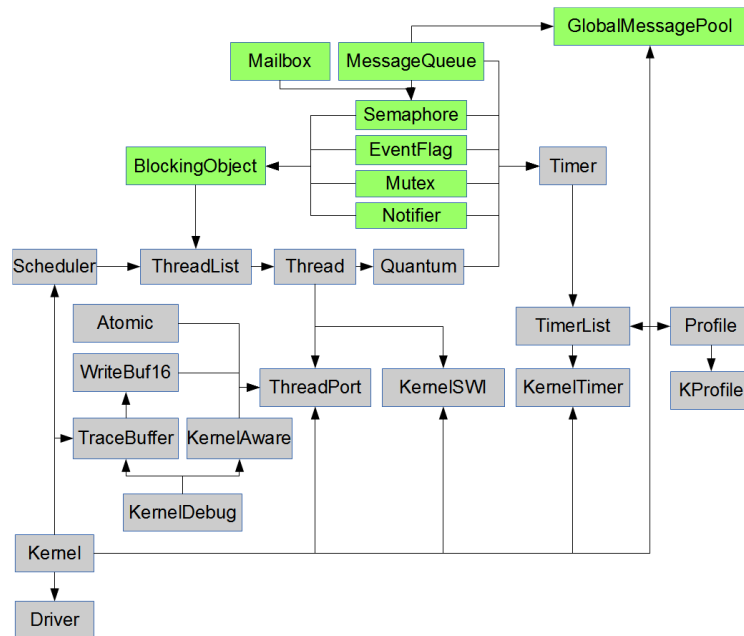 GlobalMessagePool
Mailbox
MessageQueue
Semaphore
EventFlag
BlockingObject
Timer
Mutex
Notifier
Scheduler
ThreadList
Thread
Quantum
Atomic
TimerList
Profile
WriteBuf16
ThreadPort
KernelSWI
KernelTimer
KProfile
TraceBuffer
KernelAware
KernelDebug
Kernel
Driver